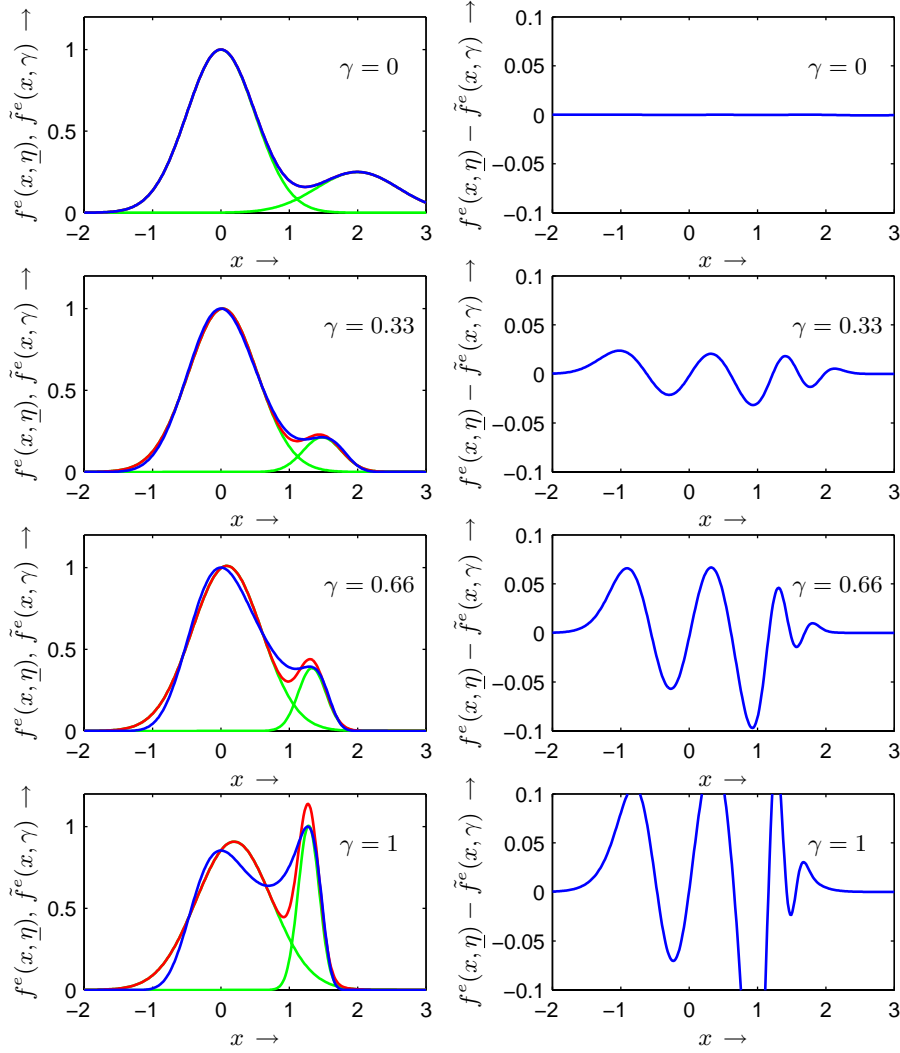 f^e(x, η), f̃^e(x, γ) →
1
0.5
0
−2 −1 0 1 2 3
x →
γ = 0
f^e(x, η) − f̃^e(x, γ) →
0.1
0.05
0
−0.05
−0.1
−2 −1 0 1 2 3
x →
γ = 0
f^e(x, η), f̃^e(x, γ) →
1
0.5
0
−2 −1 0 1 2 3
x →
γ = 0.33
f^e(x, η) − f̃^e(x, γ) →
0.1
0.05
0
−0.05
−0.1
−2 −1 0 1 2 3
x →
γ = 0.33
f^e(x, η), f̃^e(x, γ) →
1
0.5
0
−2 −1 0 1 2 3
x →
γ = 0.66
f^e(x, η) − f̃^e(x, γ) →
0.1
0.05
0
−0.05
−0.1
−2 −1 0 1 2 3
x →
γ = 0.66
f^e(x, η), f̃^e(x, γ) →
1
0.5
0
−2 −1 0 1 2 3
x →
γ = 1
f^e(x, η) − f̃^e(x, γ) →
0.1
0.05
0
−0.05
−0.1
−2 −1 0 1 2 3
x →
γ = 1